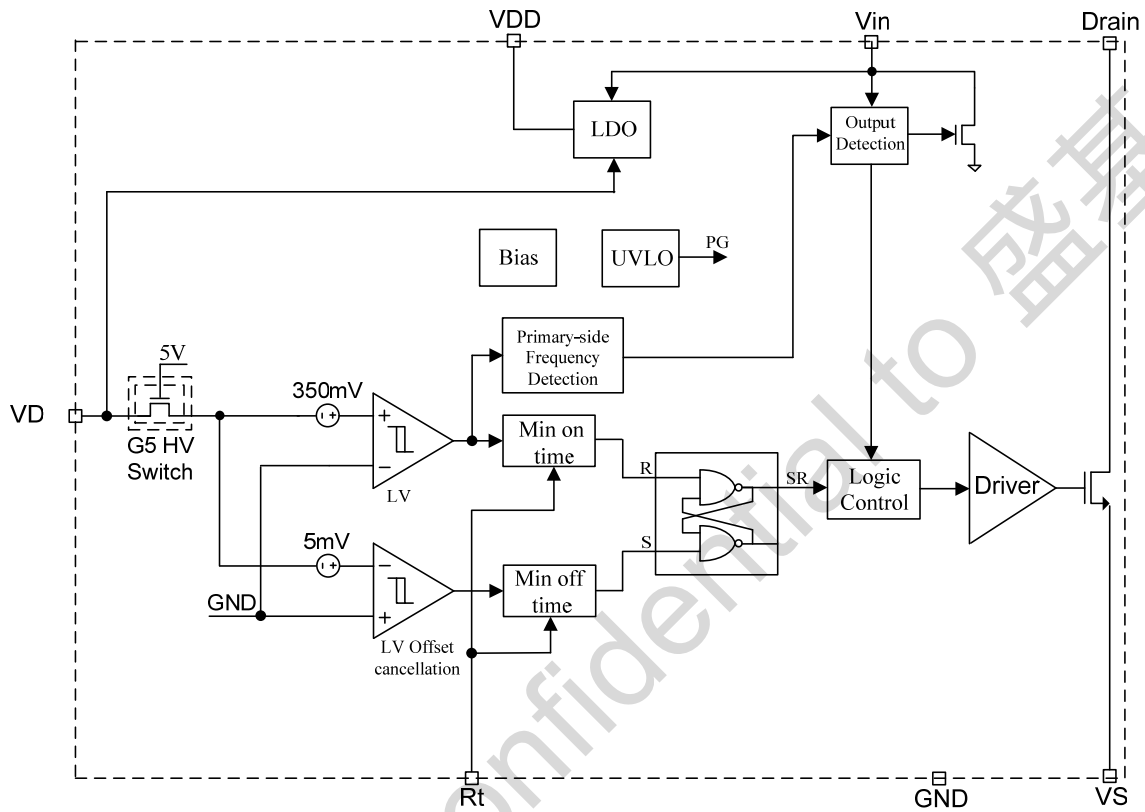 VDD
Vin
Drain
LDO
Output
Detection
Bias
UVLO
PG
Primary-side
Frequency
Detection
5V
VD
G5 HV
Switch
350mV
+
−
LV
Min on
time
R
SR
Logic
Control
Driver
5mV
−
+
GND
LV Offset
cancellation
Min off
time
S
Rt
GND
VS
onfidential to 盛基